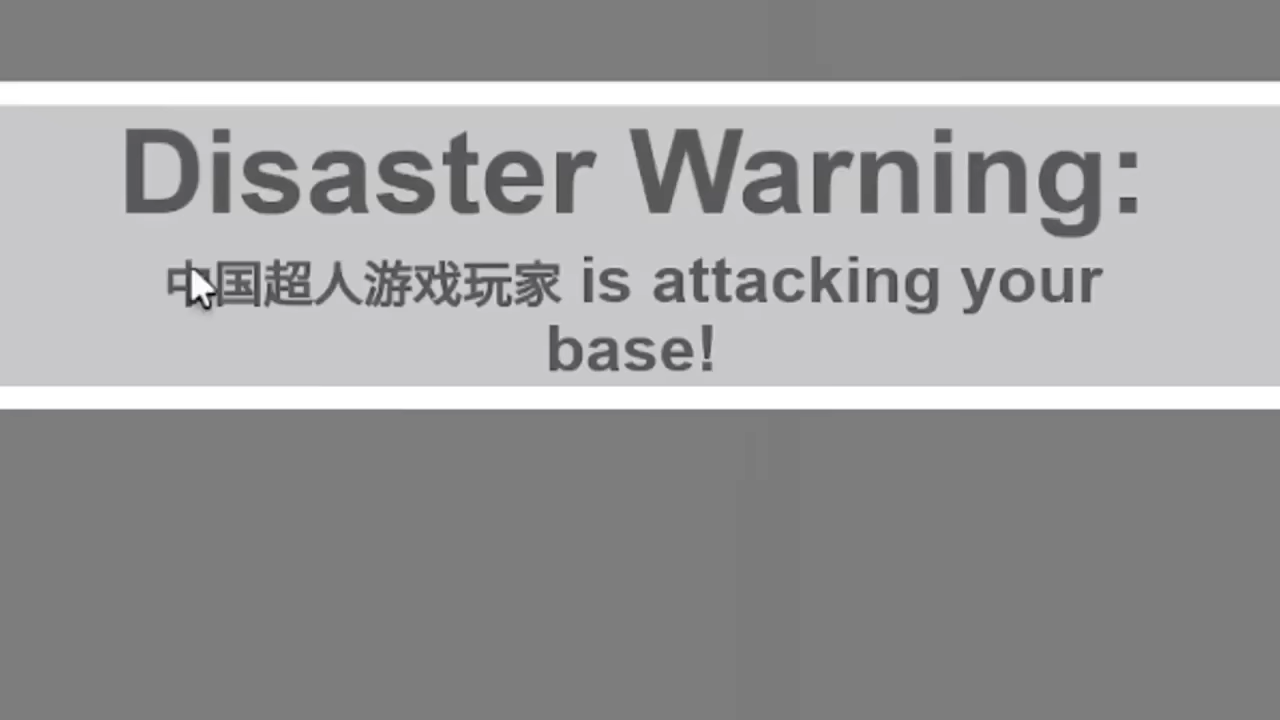 Disaster Warning:
中国超人游戏玩家 is attacking your
base!